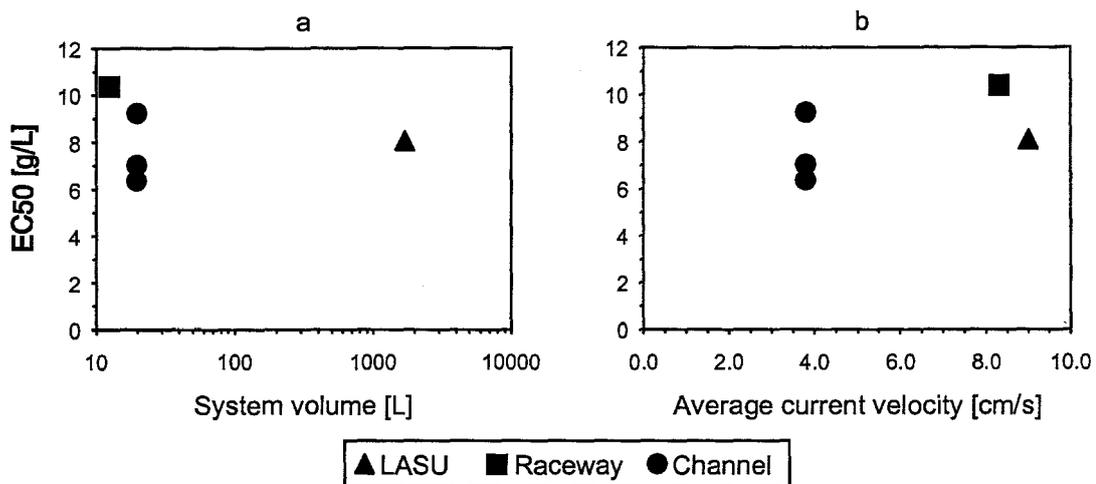 a
b
12
10
8
6
4
2
0
EC50 [g/L]
10 100 1000 10000
System volume [L]
12
10
8
6
4
2
0
0.0 2.0 4.0 6.0 8.0 10.0
Average current velocity [cm/s]
LASU Raceway Channel